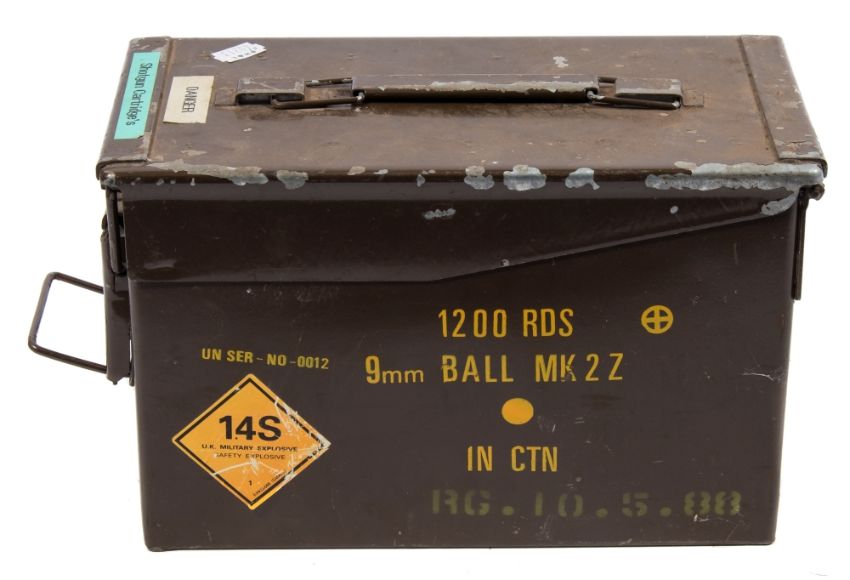 Shotgun Cartridge's
DANGER
1200 RDS
UN SER-NO-0012
9mm BALL MK2Z
14S
U.K. MILITARY EXPLOSIVE
SAFETY EXPLOSIVE
1
IN CTN
RG.10.5.88